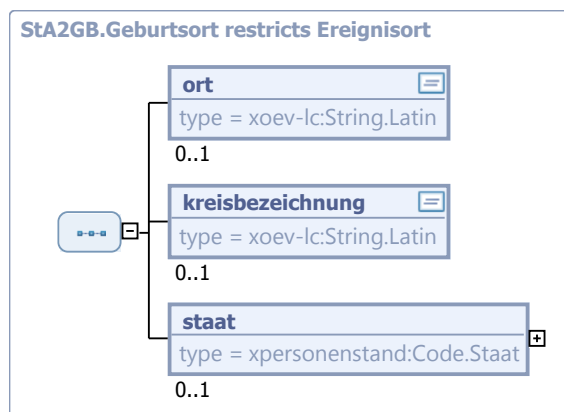 StA2GB.Geburtsort restricts Ereignisort
ort
type = xoev-lc:String.Latin
0..1
kreisbezeichnung
type = xoev-lc:String.Latin
0..1
staat
type = xpersonenstand:Code.Staat
0..1